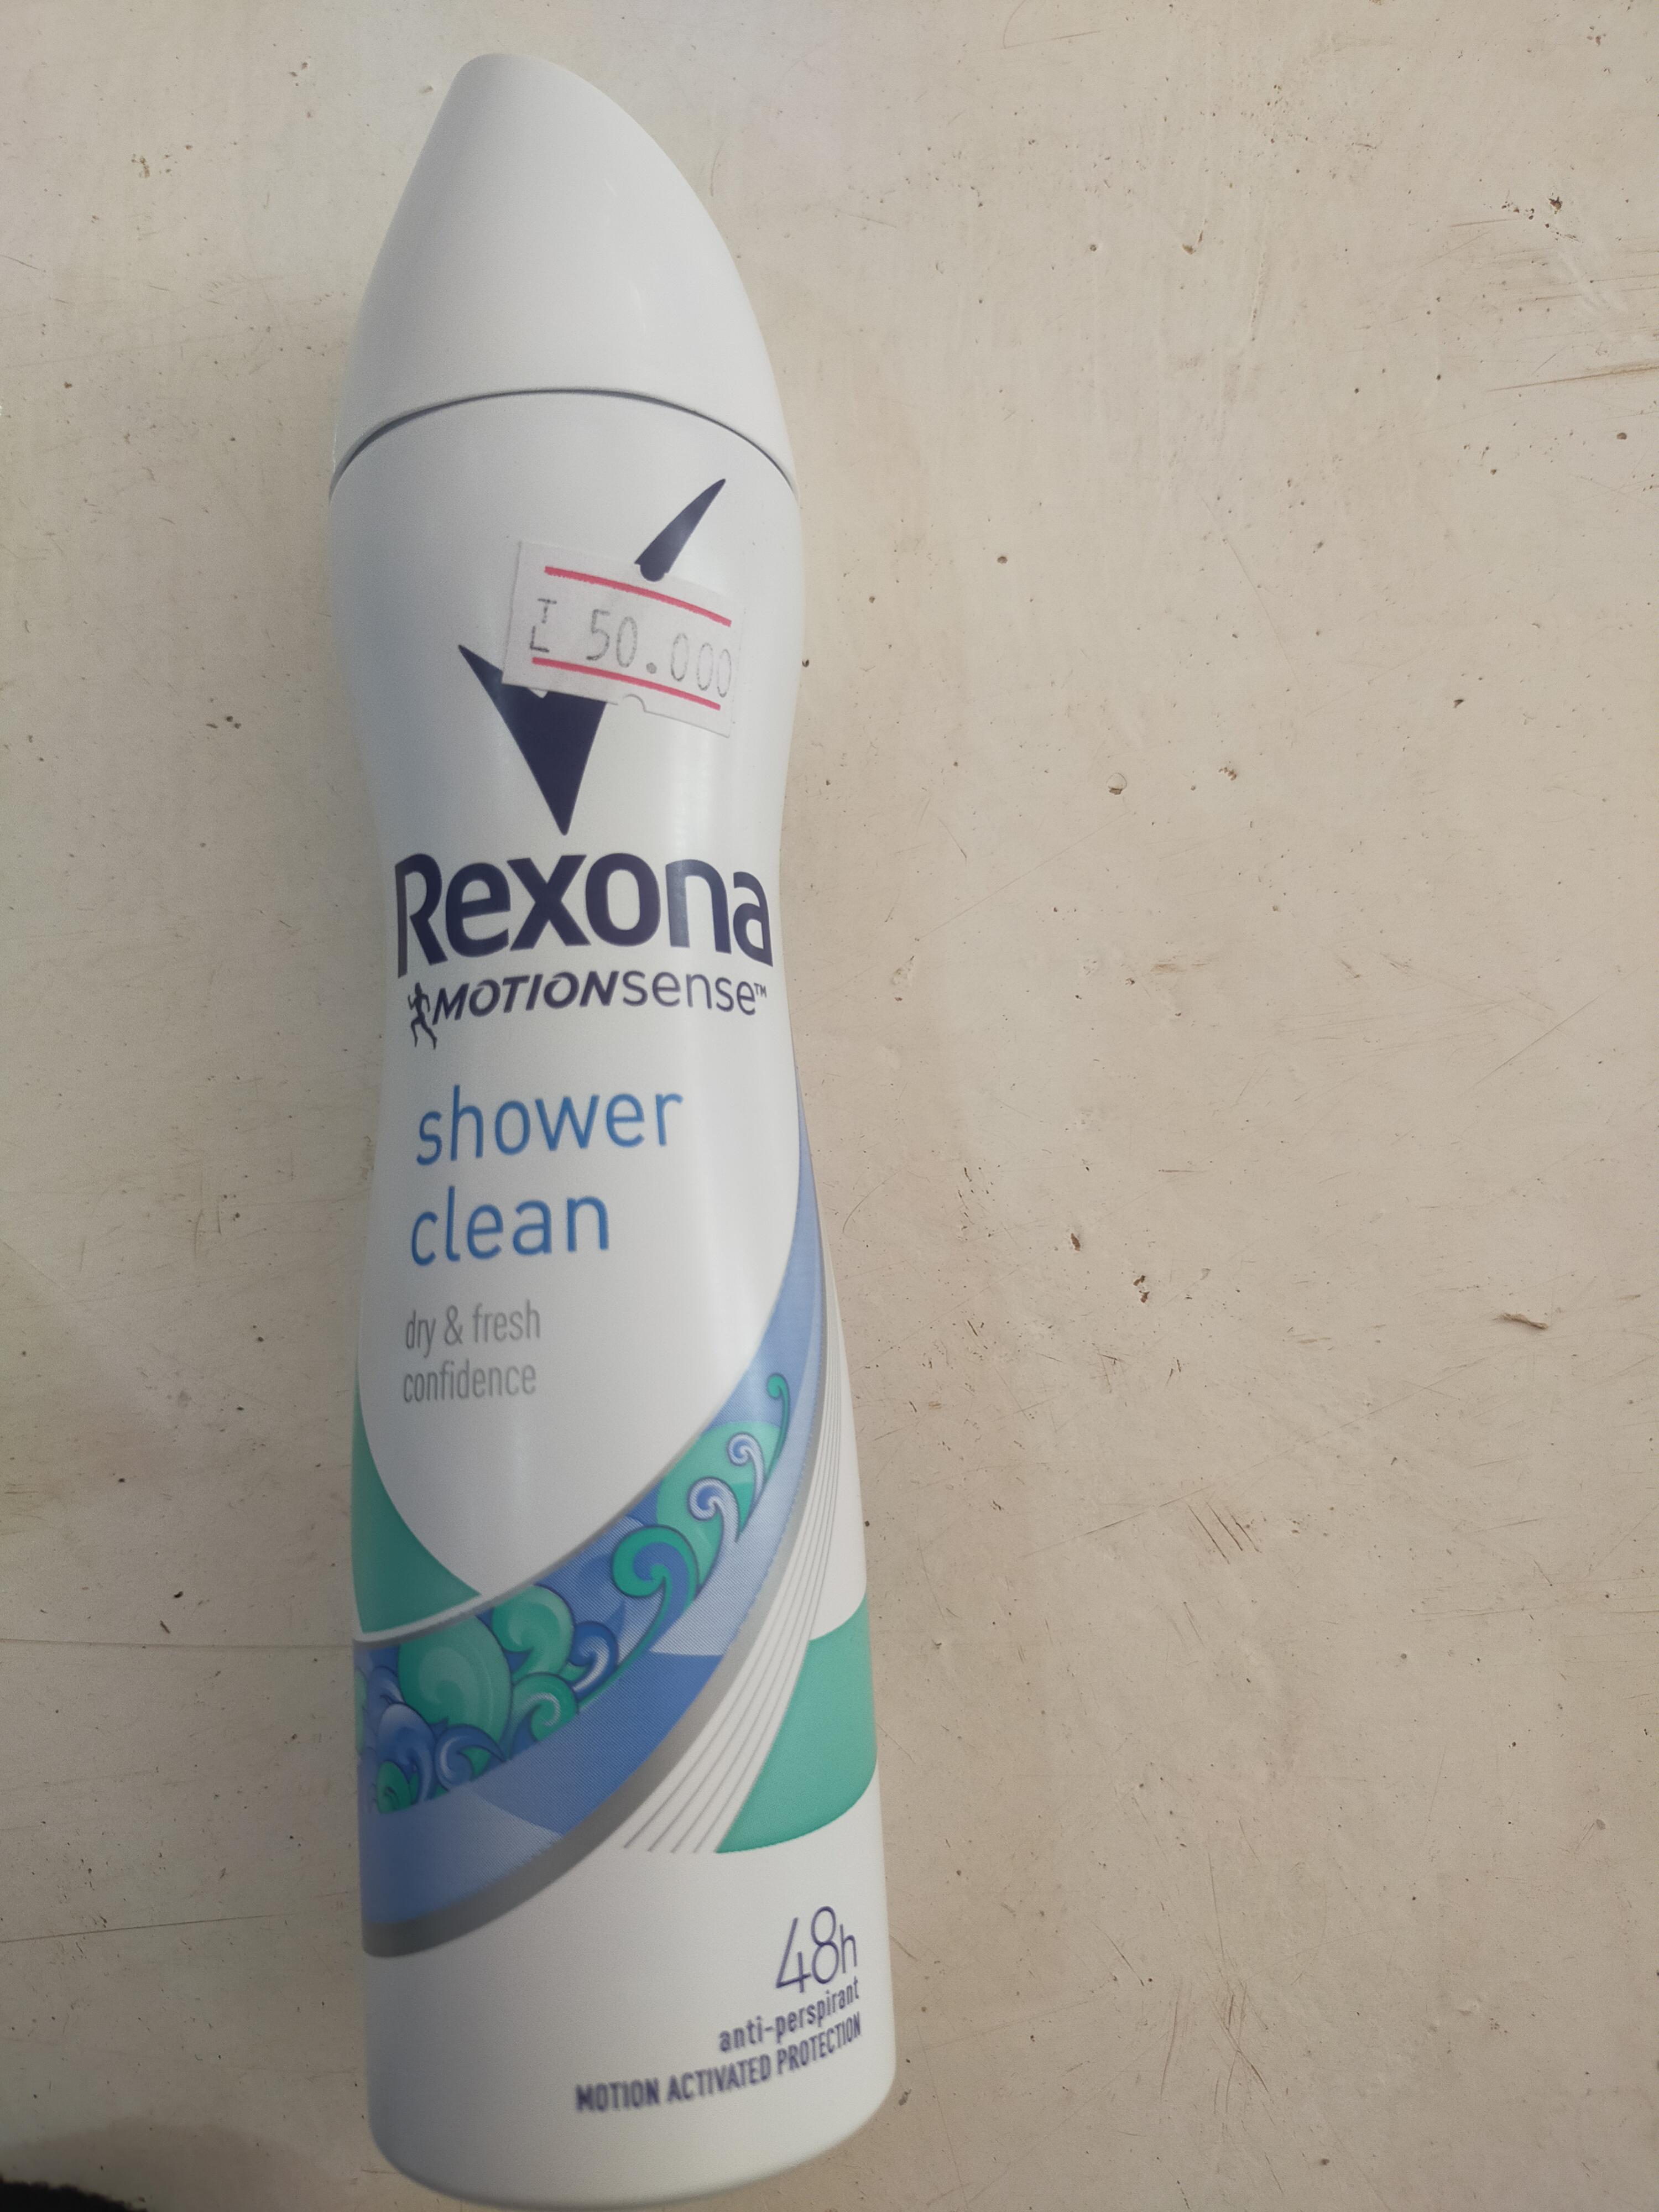 T
L 50.000
Rexona
MOTIONsense™
shower
clean
dry & fresh
confidence
48h
anti-perspirant
MOTION ACTIVATED PROTECTION